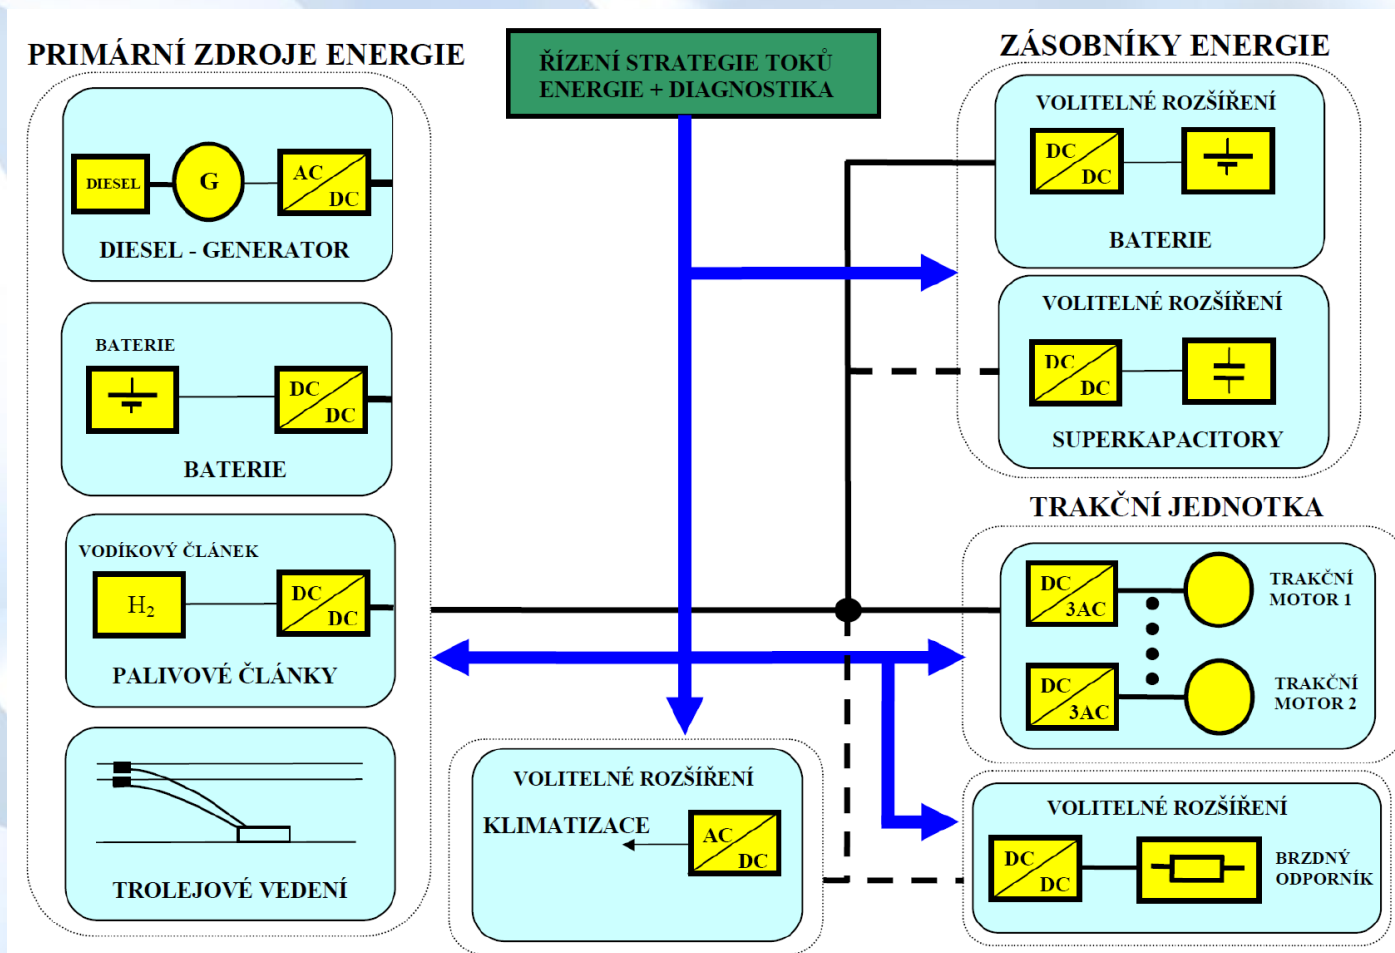 PRIMÁRNÍ ZDROJE ENERGIE
DIESEL
G
AC
DC
DIESEL - GENERATOR
BATERIE
DC
DC
BATERIE
VODÍKOVÝ ČLÁNEK
H2
DC
DC
PALIVOVÉ ČLÁNKY
TROLEJOVÉ VEDENÍ
ŘÍZENÍ STRATEGIE TOKŮ
ENERGIE + DIAGNOSTIKA
ZÁSOBNÍKY ENERGIE
VOLITELNÉ ROZŠÍŘENÍ
DC
DC
BATERIE
VOLITELNÉ ROZŠÍŘENÍ
DC
DC
SUPERKAPACITORY
TRAKČNÍ JEDNOTKA
DC
3AC
TRAKČNÍ
MOTOR 1
DC
3AC
TRAKČNÍ
MOTOR 2
VOLITELNÉ ROZŠÍŘENÍ
KLIMATIZACE
AC
DC
VOLITELNÉ ROZŠÍŘENÍ
DC
DC
BRZDNÝ
ODPORNÍK